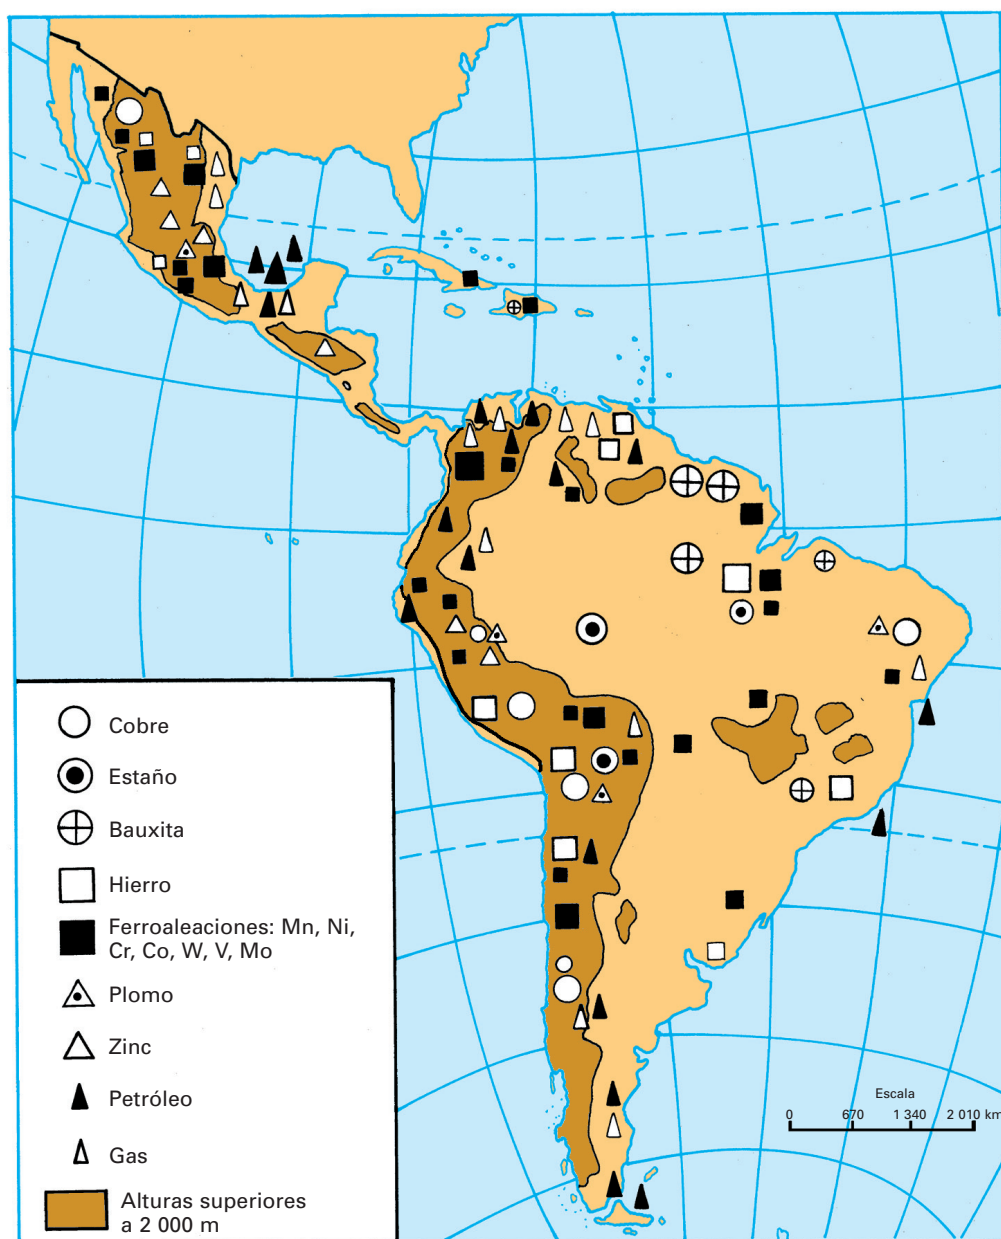 Cobre
Estaño
Bauxita
Hierro
Ferroaleaciones: Mn, Ni,
Cr, Co, W, V, Mo
Plomo
Zinc
Petróleo
Gas
Alturas superiores
a 2 000 m
Escala
0 670 1 340 2 010 km